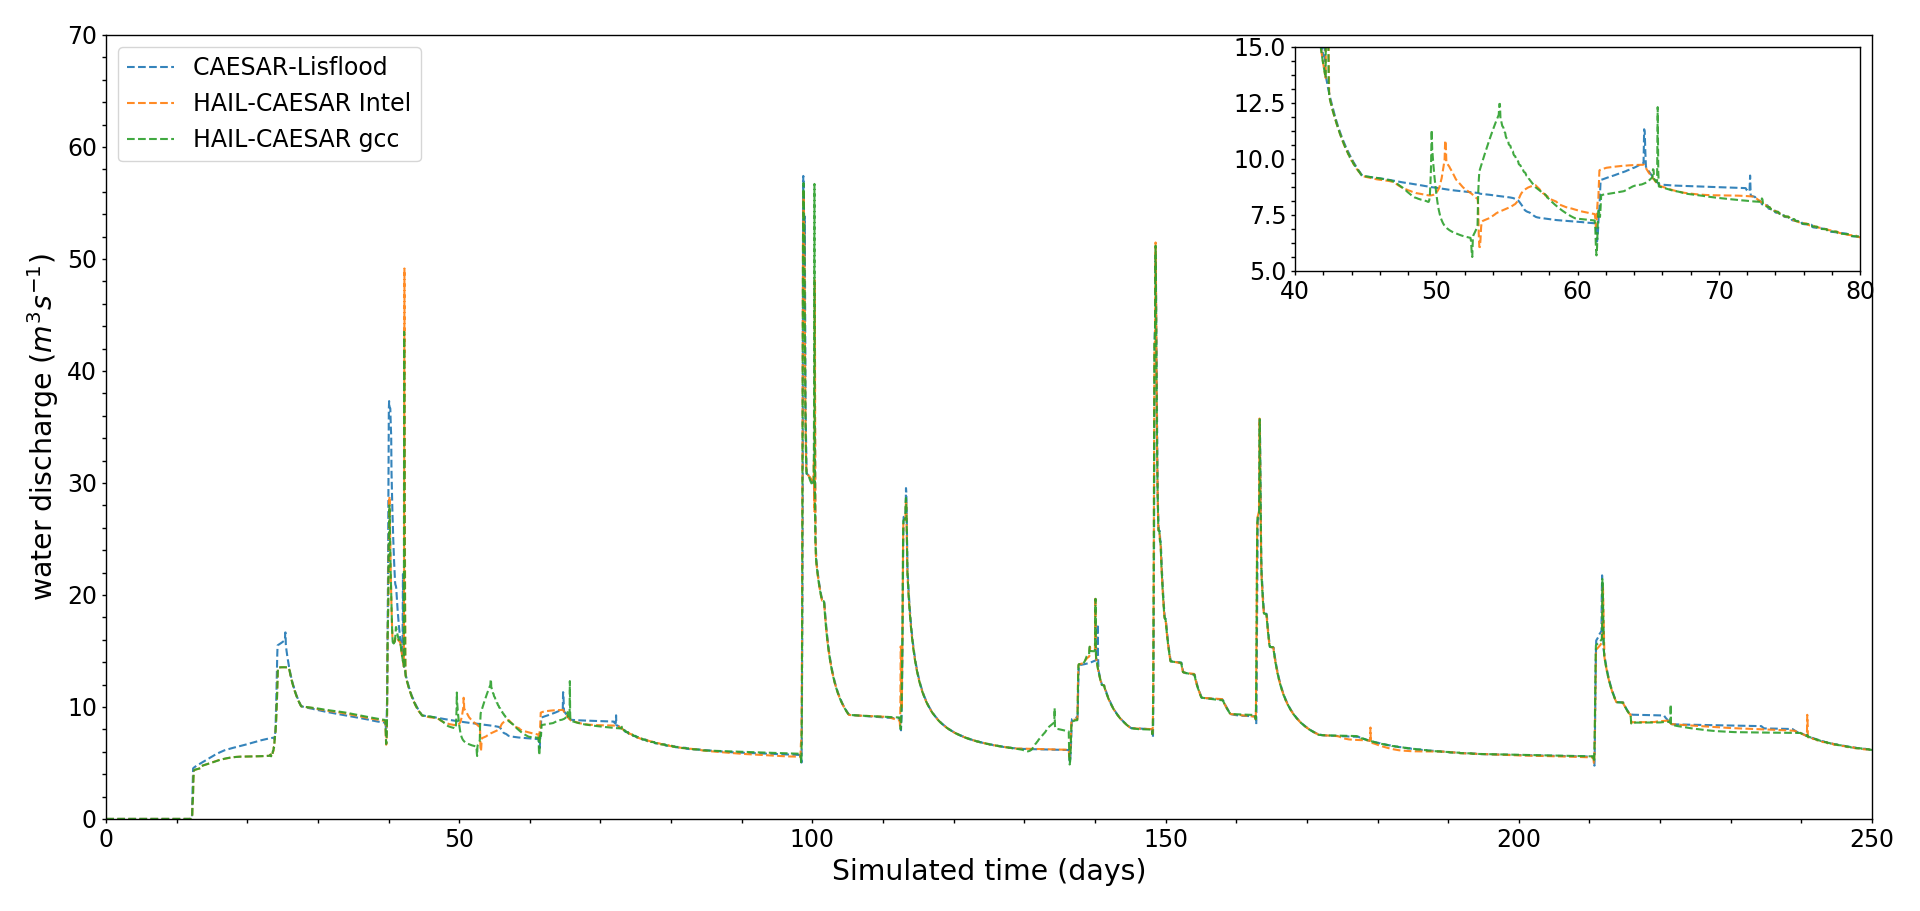 70
60
50
40
30
20
10
0
water discharge (m³s⁻¹)
CAESAR-Lisflood
HAIL-CAESAR Intel
HAIL-CAESAR gcc
15.0
12.5
10.0
7.5
5.0
40 50 60 70 80
0 50 100 150 200 250
Simulated time (days)